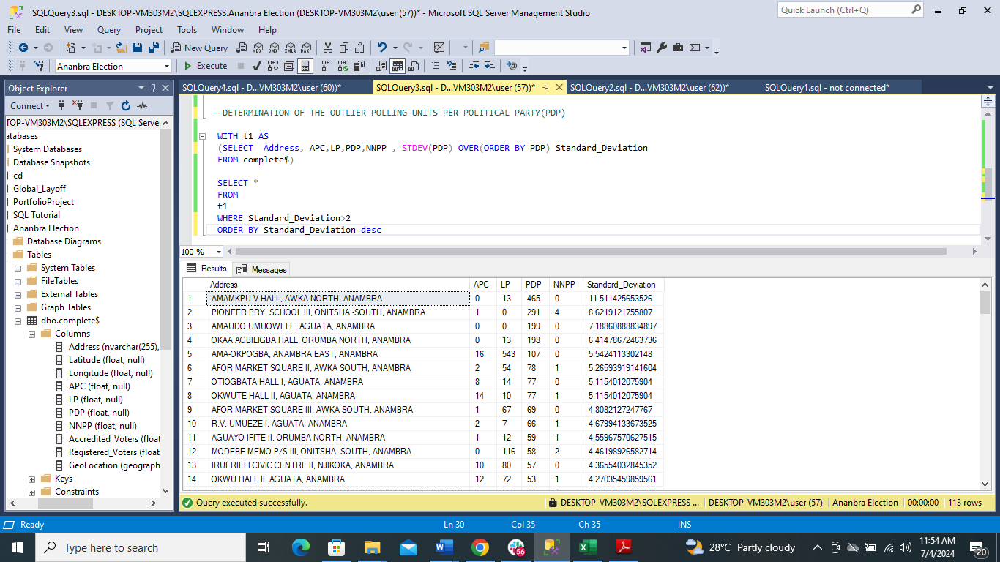 SQLQuery3.sql - DESKTOP-VM303M2\SQLEXPRESS.Ananbra Election (DESKTOP-VM303M2\user (57))* - Microsoft SQL Server Management Studio
Quick Launch (Ctrl+Q)
File Edit View Query Project Tools Window Help
New Query MDX DMX XMLA DAX
Ananbra Election Execute
Object Explorer
SQLQuery4.sql - D...VM303M2\user (60))* SQLQuery3.sql - D...VM303M2\user (57))* SQLQuery2.sql - D...VM303M2\user (62))* SQLQuery1.sql - not connected*
Connect
TOP-VM303M2\SQLEXPRESS (SQL Serve
atabases
System Databases
Database Snapshots
cd
Global_Layoff
PortfolioProject
SQL Tutorial
Ananbra Election
Database Diagrams
Tables
System Tables
FileTables
External Tables
Graph Tables
dbo.complete$
Columns
Address (nvarchar(255),
Latitude (float, null)
Longitude (float, null)
APC (float, null)
LP (float, null)
PDP (float, null)
NNPP (float, null)
Accredited_Voters (float
Registered_Voters (float
GeoLocation (geograph
Keys
Constraints
--DETERMINATION OF THE OUTLIER POLLING UNITS PER POLITICAL PARTY(PDP)
WITH t1 AS
(SELECT  Address, APC,LP,PDP,NNPP , STDEV(PDP) OVER(ORDER BY PDP) Standard_Deviation
FROM complete$)
SELECT *
FROM
t1
WHERE Standard_Deviation>2
ORDER BY Standard_Deviation desc
100 %
Results Messages
Address APC LP PDP NNPP Standard_Deviation
1 AMAMKPU V HALL, AWKA NORTH, ANAMBRA 0 13 465 0 11.511425653526
2 PIONEER PRY. SCHOOL III, ONITSHA -SOUTH, ANAMBRA 1 0 291 4 8.6219121755807
3 AMAUDO UMUOWELE, AGUATA, ANAMBRA 0 0 199 0 7.18860888834897
4 OKAA AGBILIGBA HALL, ORUMBA NORTH, ANAMBRA 0 13 198 0 6.41478672463736
5 AMA-OKPOGBA, ANAMBRA EAST, ANAMBRA 16 543 107 0 5.5424113302148
6 AFOR MARKET SQUARE II, AWKA SOUTH, ANAMBRA 2 54 78 1 5.26593919141604
7 OTIOGBATA HALL I, AGUATA, ANAMBRA 8 14 77 0 5.1154012075904
8 OKWUTE HALL II, AGUATA, ANAMBRA 14 10 77 1 5.1154012075904
9 AFOR MARKET SQUARE III, AWKA SOUTH, ANAMBRA 1 67 69 0 4.8082127247767
10 R.V. UMUEZE I, AGUATA, ANAMBRA 2 7 66 1 4.67994133673525
11 AGUAYO IFITE II, ORUMBA NORTH, ANAMBRA 1 12 59 1 4.55967570627515
12 MODEBE MEMO P/S III, ONITSHA -SOUTH, ANAMBRA 0 116 58 2 4.46198926582714
13 IRUERIELI CIVIC CENTRE II, NJIKOKA, ANAMBRA 10 80 57 0 4.36554032845352
14 OKWU HALL II, AGUATA, ANAMBRA 12 72 53 1 4.27035459859561
Query executed successfully. DESKTOP-VM303M2\SQLEXPRESS ... DESKTOP-VM303M2\user (57) Ananbra Election 00:00:00 113 rows
Ready Ln 30 Col 35 Ch 35 INS
Type here to search 56 28°C Partly cloudy 11:54 AM
7/4/2024 20